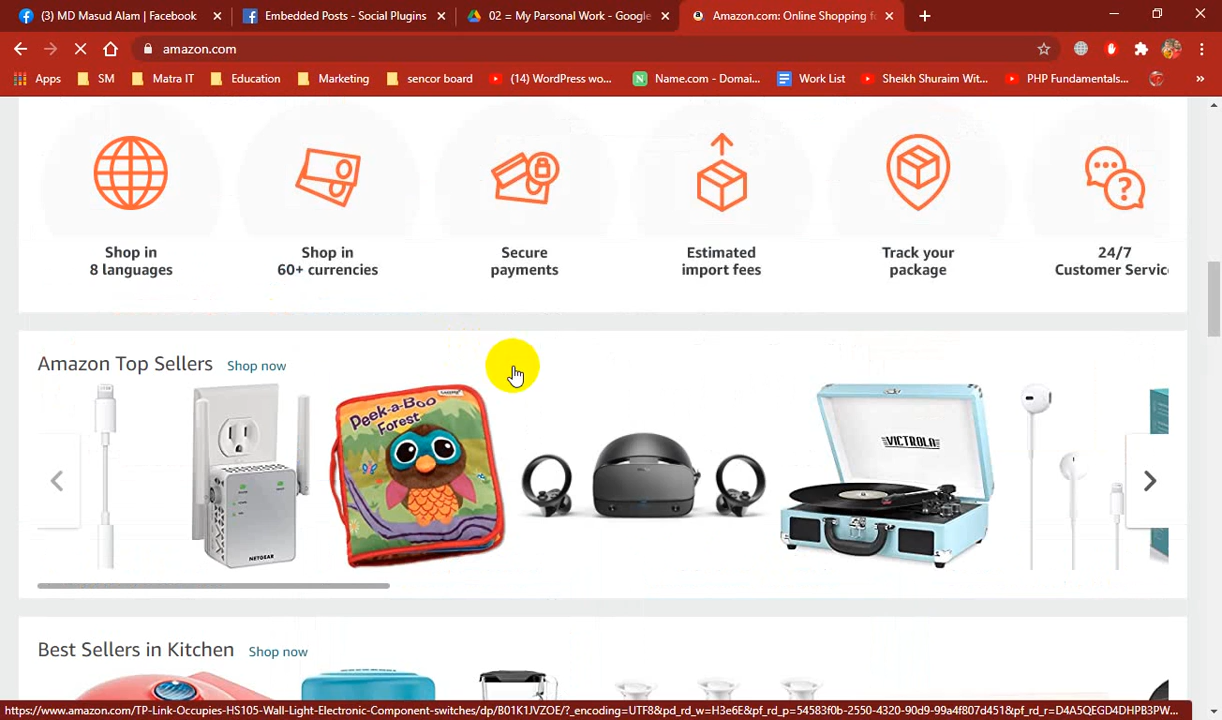 (3) MD Masud Alam | Facebook
Embedded Posts - Social Plugins
02 = My Parsonal Work - Google
Amazon.com: Online Shopping f
amazon.com
Apps
SM
Matra IT
Education
Marketing
sencor board
(14) WordPress wo...
Name.com - Domai...
Work List
Sheikh Shuraim Wit...
PHP Fundamentals...
Shop in
8 languages
Shop in
60+ currencies
Secure
payments
Estimated
import fees
Track your
package
24/7
Customer Servic
Amazon Top Sellers Shop now
Peek-a-Boo
Forest
NETGEAR
VICTROLA
Best Sellers in Kitchen Shop now
https://www.amazon.com/TP-Link-Occupies-HS105-Wall-Light-Electronic-Component-switches/dp/B01K1JVZOE/?_encoding=UTF8&pd_rd_w=H3e6E&pf_rd_p=54583f0b-2550-4320-90d9-99a4f807d451&pf_rd_r=D4A5QEGD4DHPB3PW...